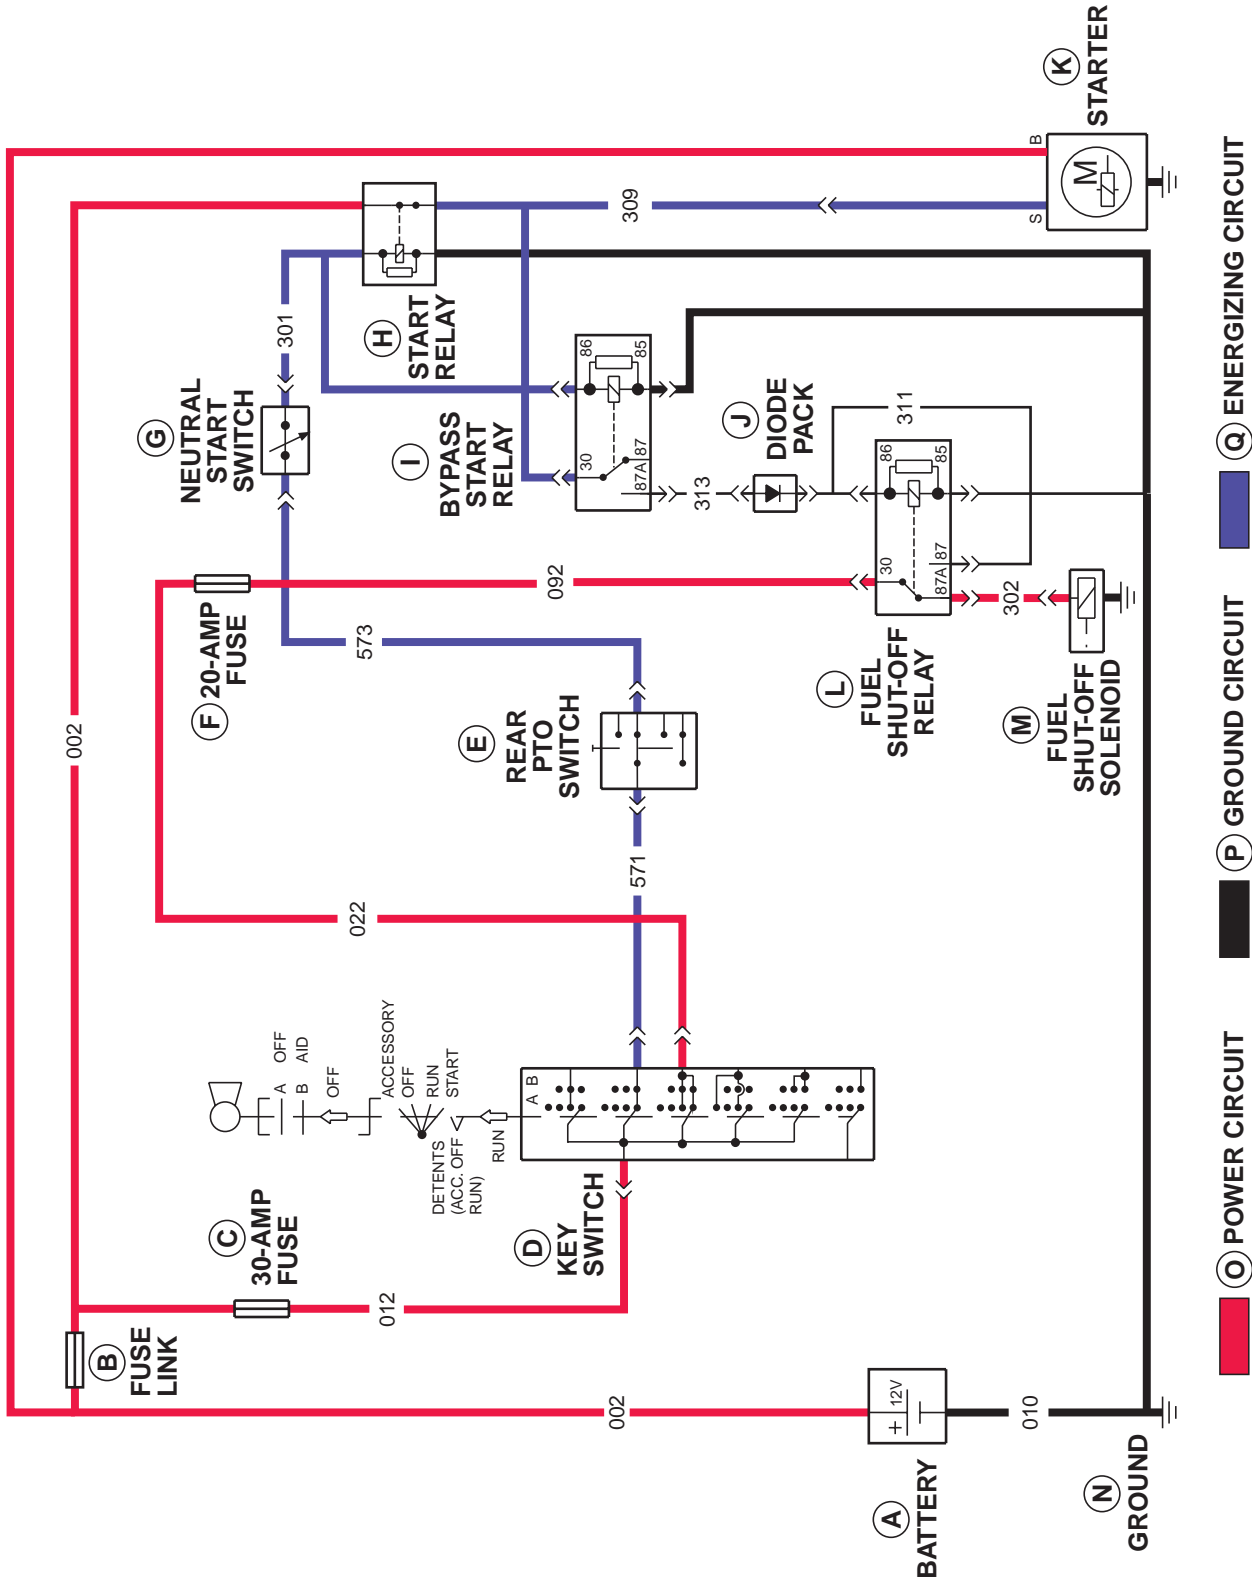 A
BATTERY
B
FUSE
LINK
C
30-AMP
FUSE
D
KEY
SWITCH
E
REAR
PTO
SWITCH
F 20-AMP
FUSE
G
NEUTRAL
START
SWITCH
H
START
RELAY
I
BYPASS
START
RELAY
J
DIODE
PACK
K
STARTER
L
FUEL
SHUT-OFF
RELAY
M
FUEL
SHUT-OFF
SOLENOID
N
GROUND
002
002
012
010
022
092
571
573
301
309
313
311
302
+ 12V
-
A OFF
B AID
OFF
ACCESSORY
OFF
RUN
START
DETENTS
(ACC. OFF
RUN)
RUN
A B
30
86
85
87A 87
30
86
85
87A 87
S
B
M
O POWER CIRCUIT
P GROUND CIRCUIT
Q ENERGIZING CIRCUIT